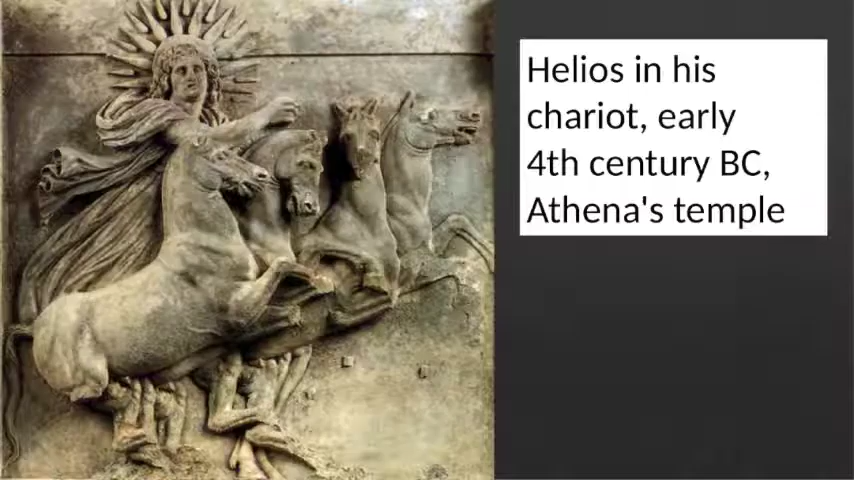 Helios in his
chariot, early
4th century BC,
Athena's temple